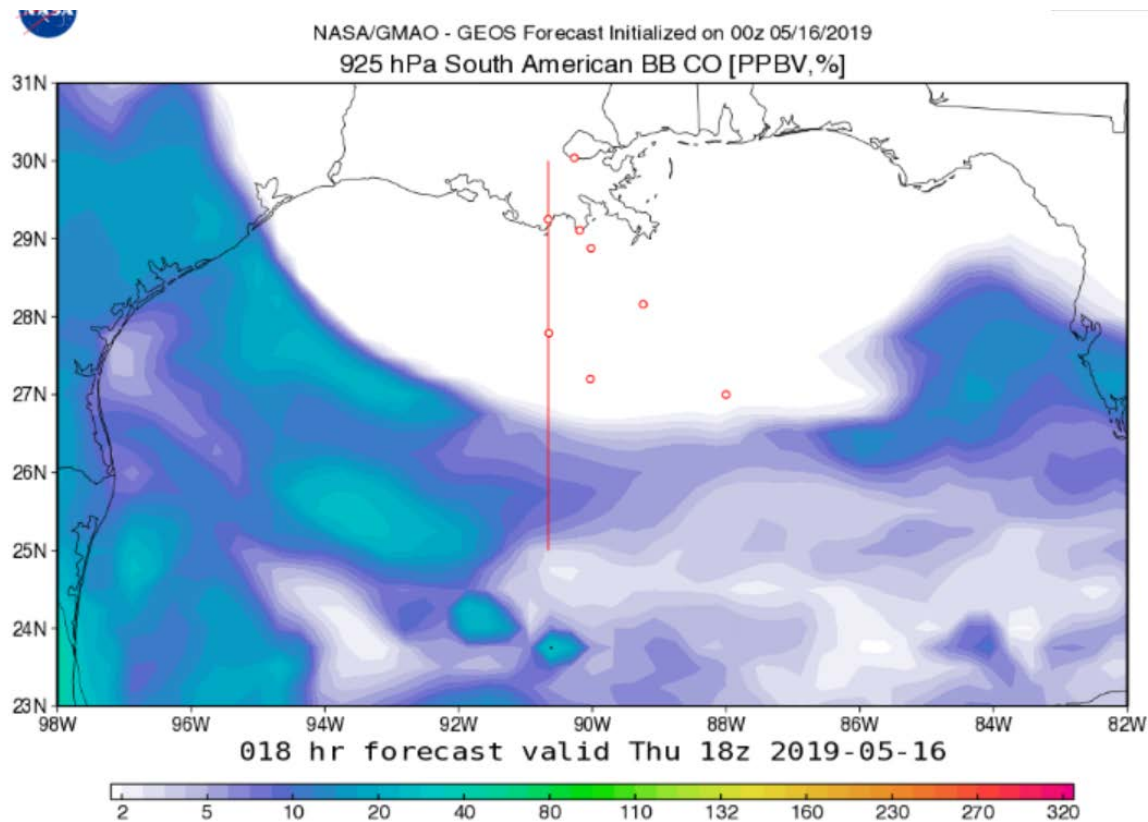 NASA
NASA/GMAO - GEOS Forecast Initialized on 00z 05/16/2019
925 hPa South American BB CO [PPBV,%]
31N
30N
29N
28N
27N
26N
25N
24N
23N
98W 96W 94W 92W 90W 88W 86W 84W 82W
018 hr forecast valid Thu 18z 2019-05-16
2 5 10 20 40 80 110 132 160 230 270 320